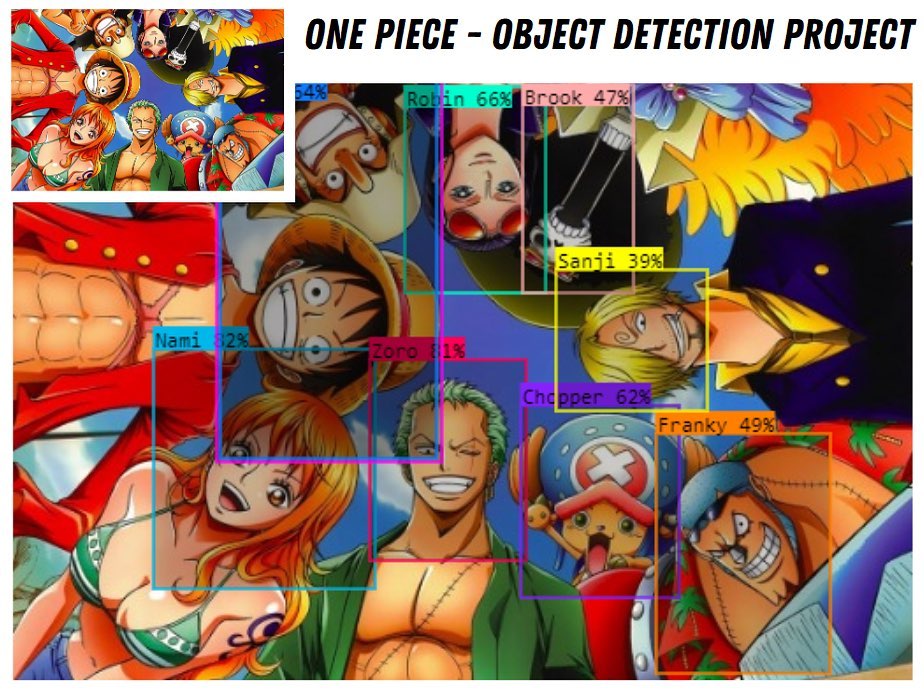 ONE PIECE - OBJECT DETECTION PROJECT
54%
Robin 66%
Brook 47%
Sanji 39%
Nami 82%
Zoro 81%
Chopper 62%
Franky 49%